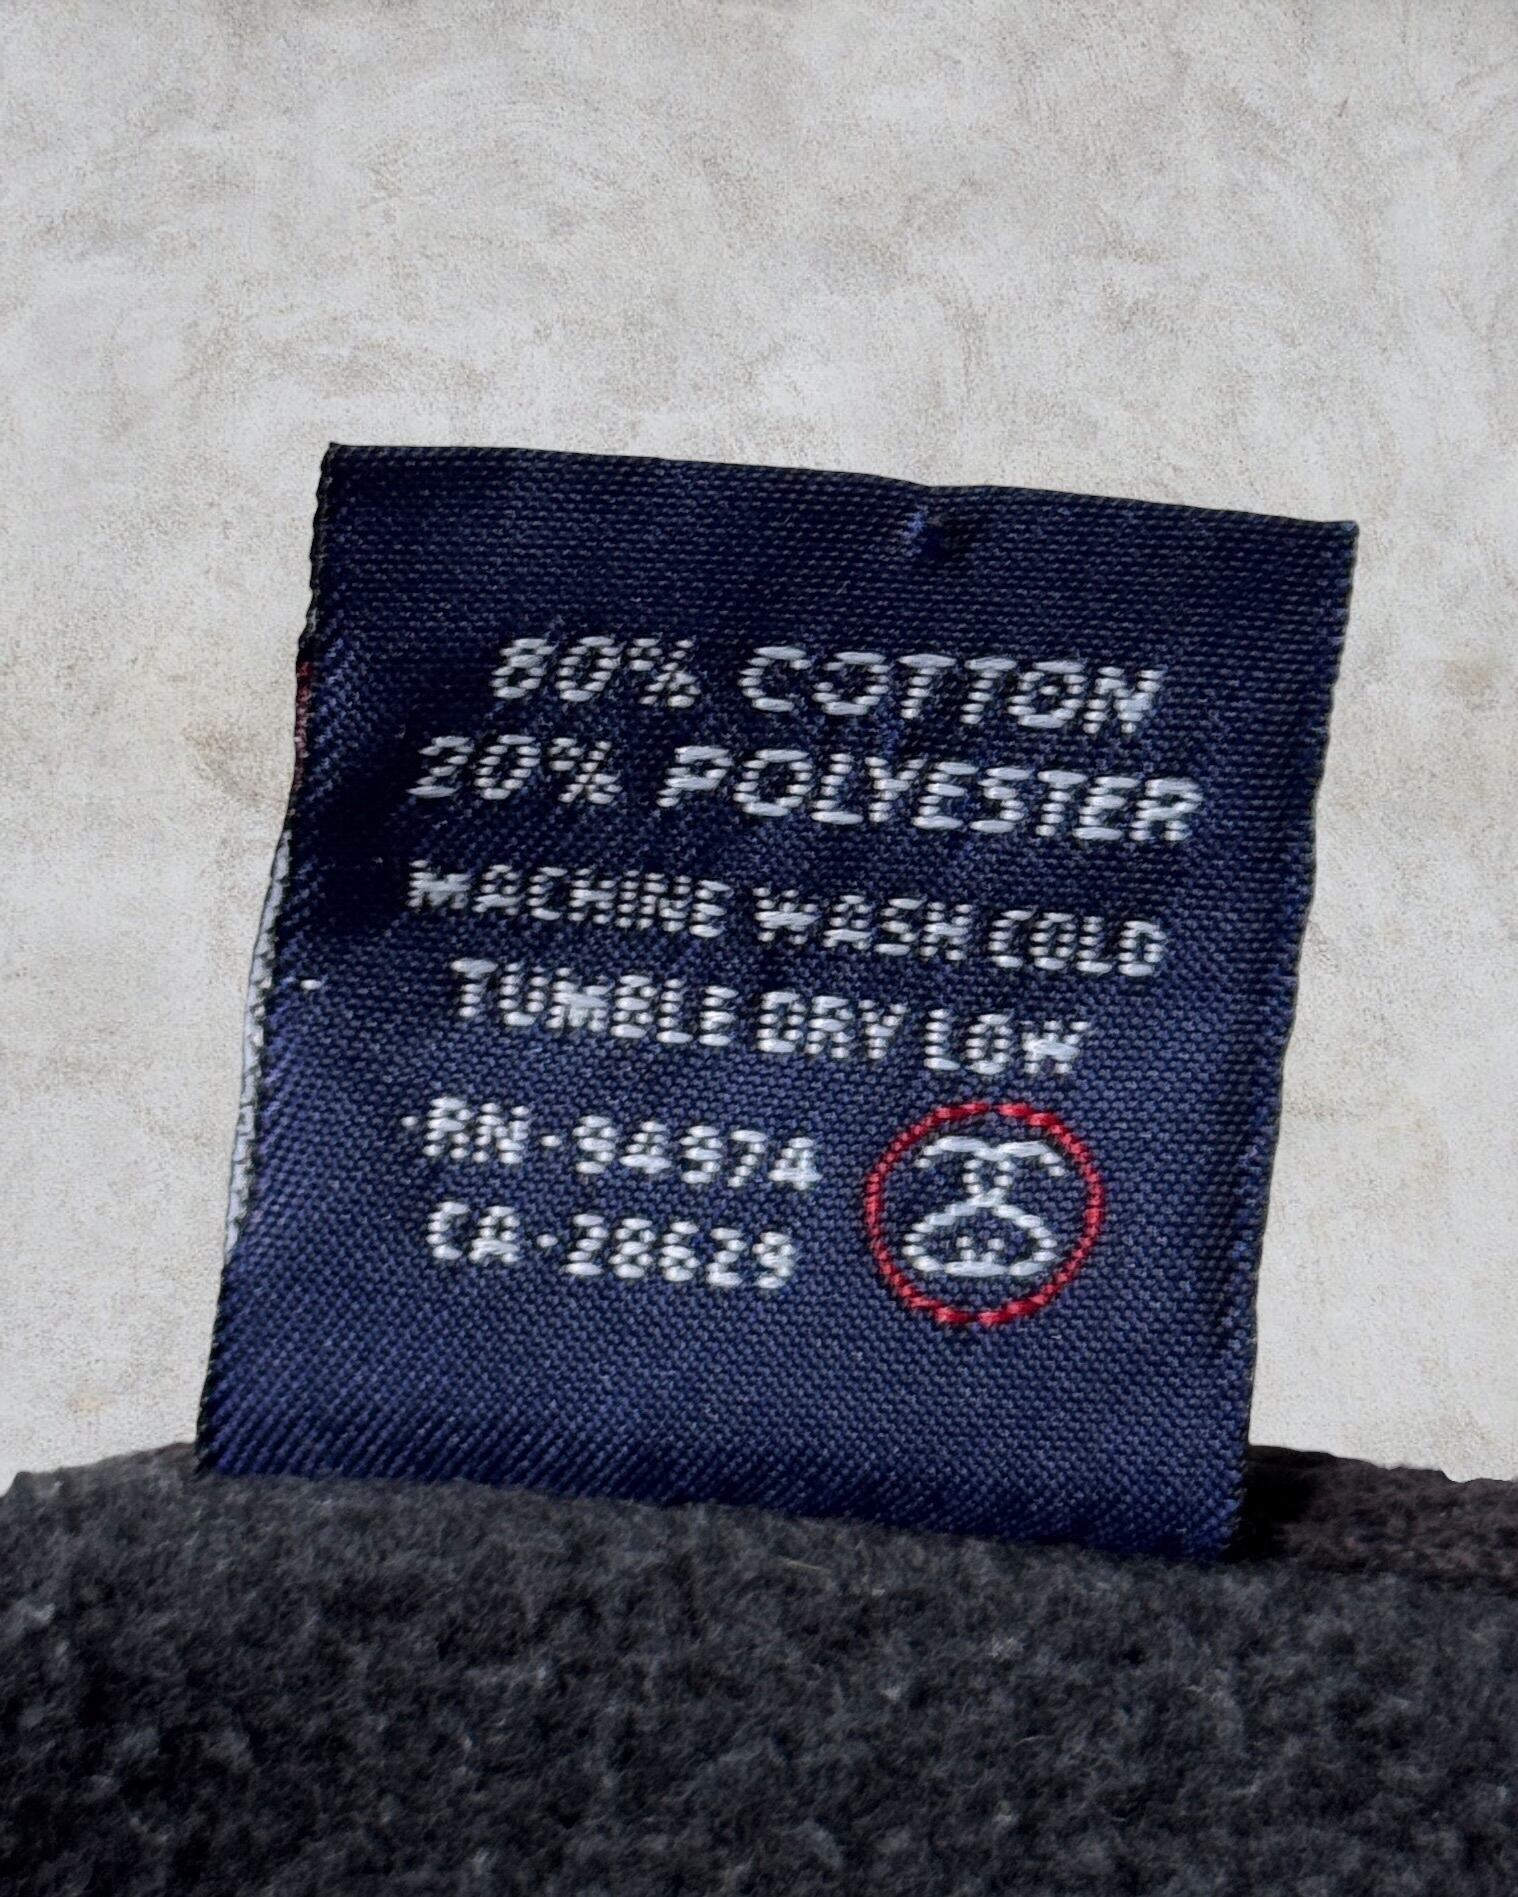 80% COTTON
20% POLYESTER
MACHINE WASH COLD
TUMBLE DRY LOW
RN-94974
CA-28629